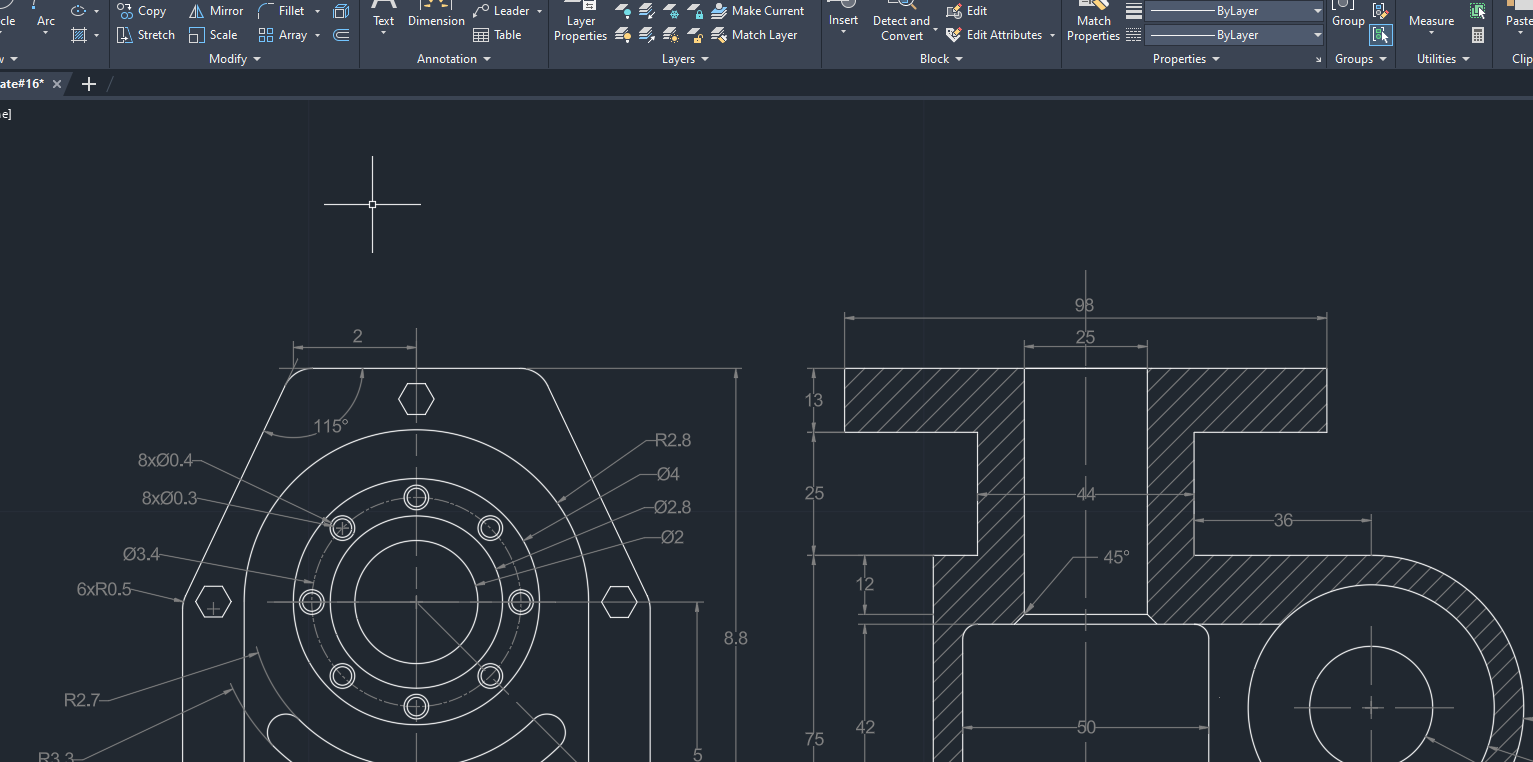 cle
Arc
Copy
Mirror
Fillet
Stretch
Scale
Array
Modify
Text
Dimension
Leader
Table
Annotation
Layer
Properties
Make Current
Match Layer
Layers
Insert
Detect and
Convert
Edit
Edit Attributes
Block
Match
Properties
ByLayer
ByLayer
Properties
Group
Groups
Measure
Utilities
Paste
Clip
ate#16*
e]
98
25
2
13
115°
R2.8
8xØ0.4
Ø4
8xØ0.3
25
44
Ø2.8
36
Ø2
Ø3.4
45°
12
6xR0.5
8.8
R2.7
42
50
75
5
R3.3